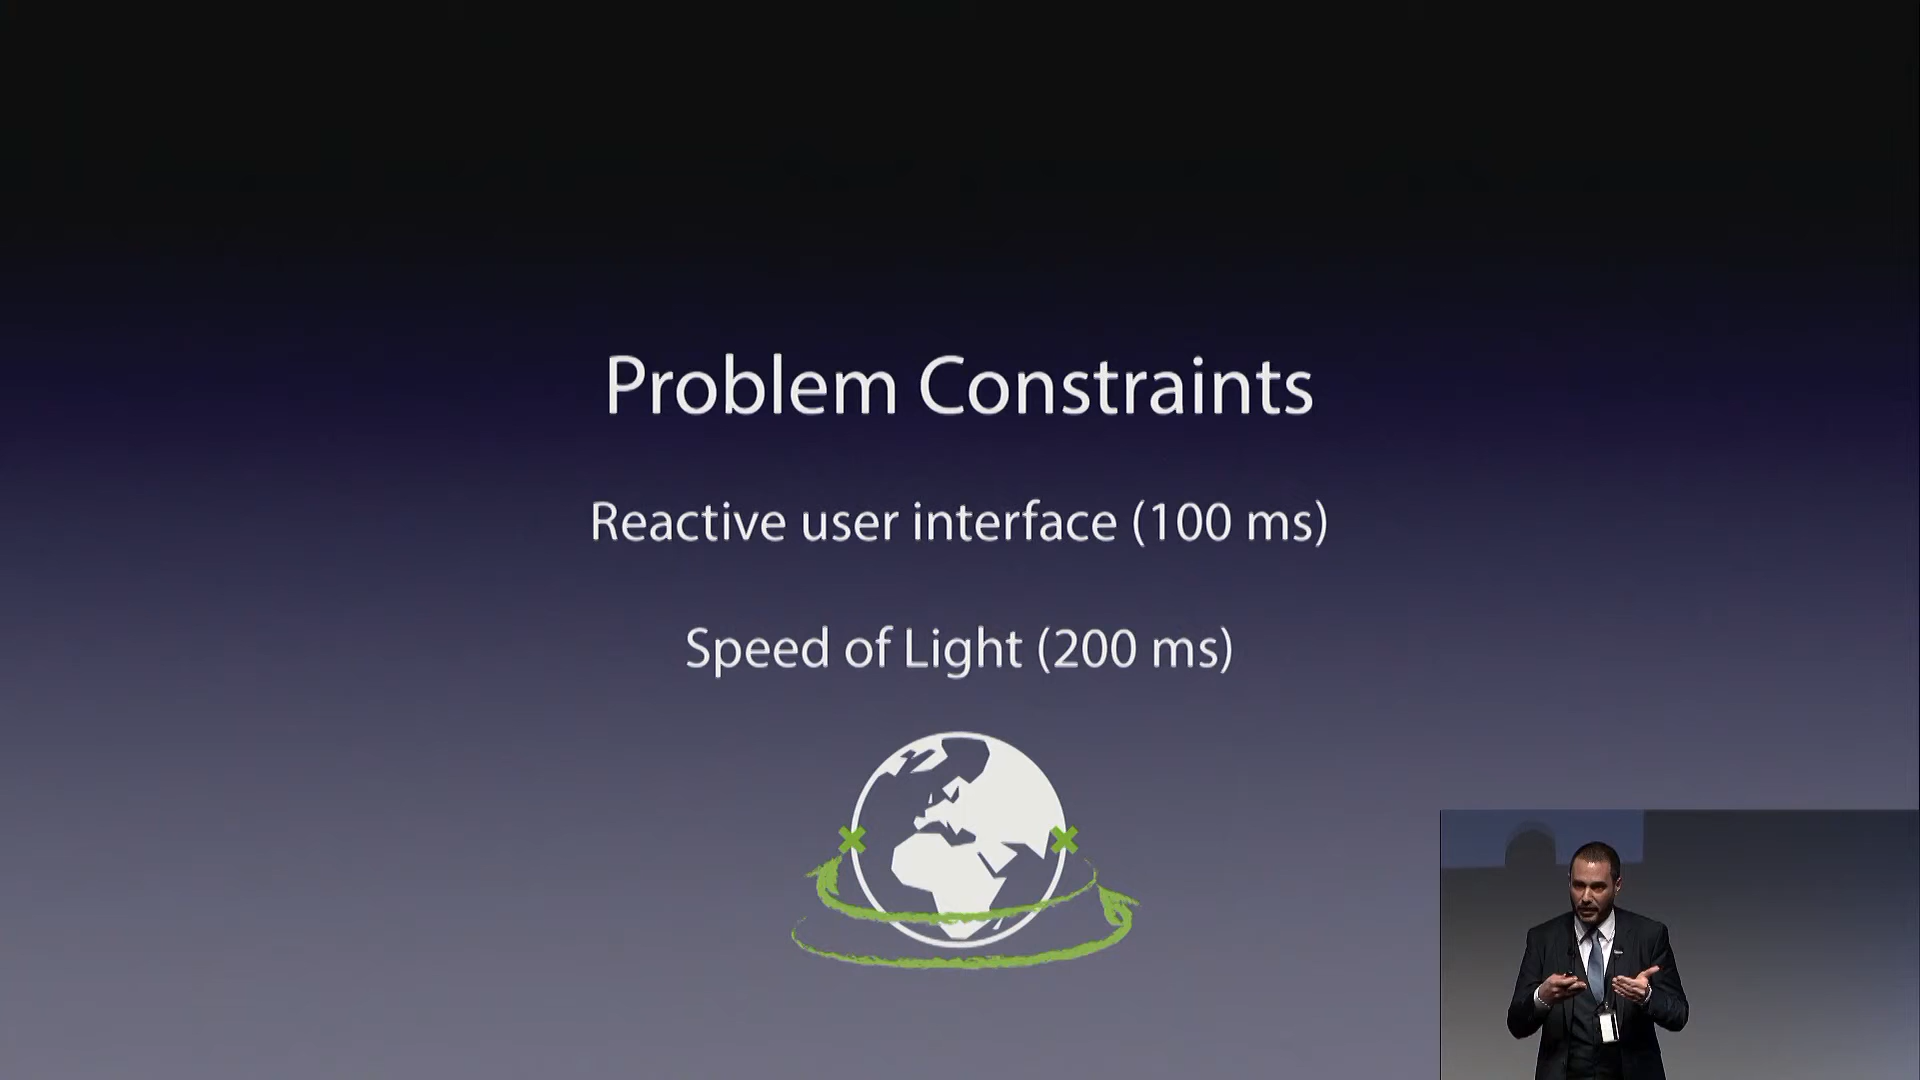 Problem Constraints
Reactive user interface (100 ms)
Speed of Light (200 ms)